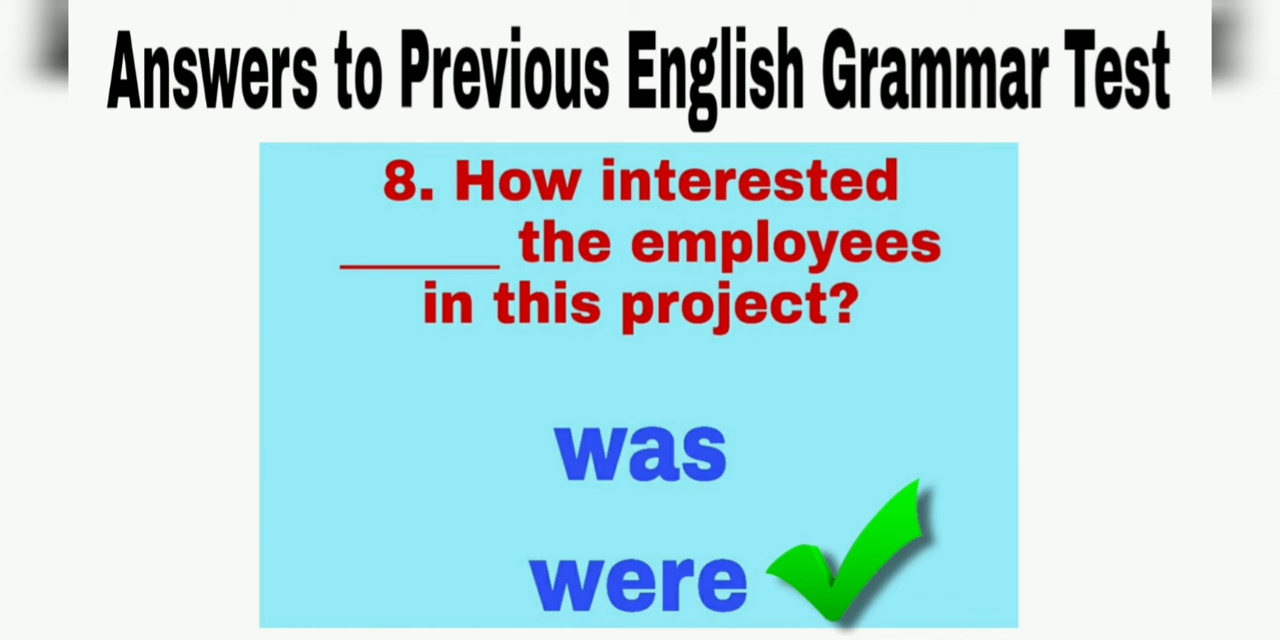 Answers to Previous English Grammar Test
8. How interested
______ the employees
in this project?
was
were